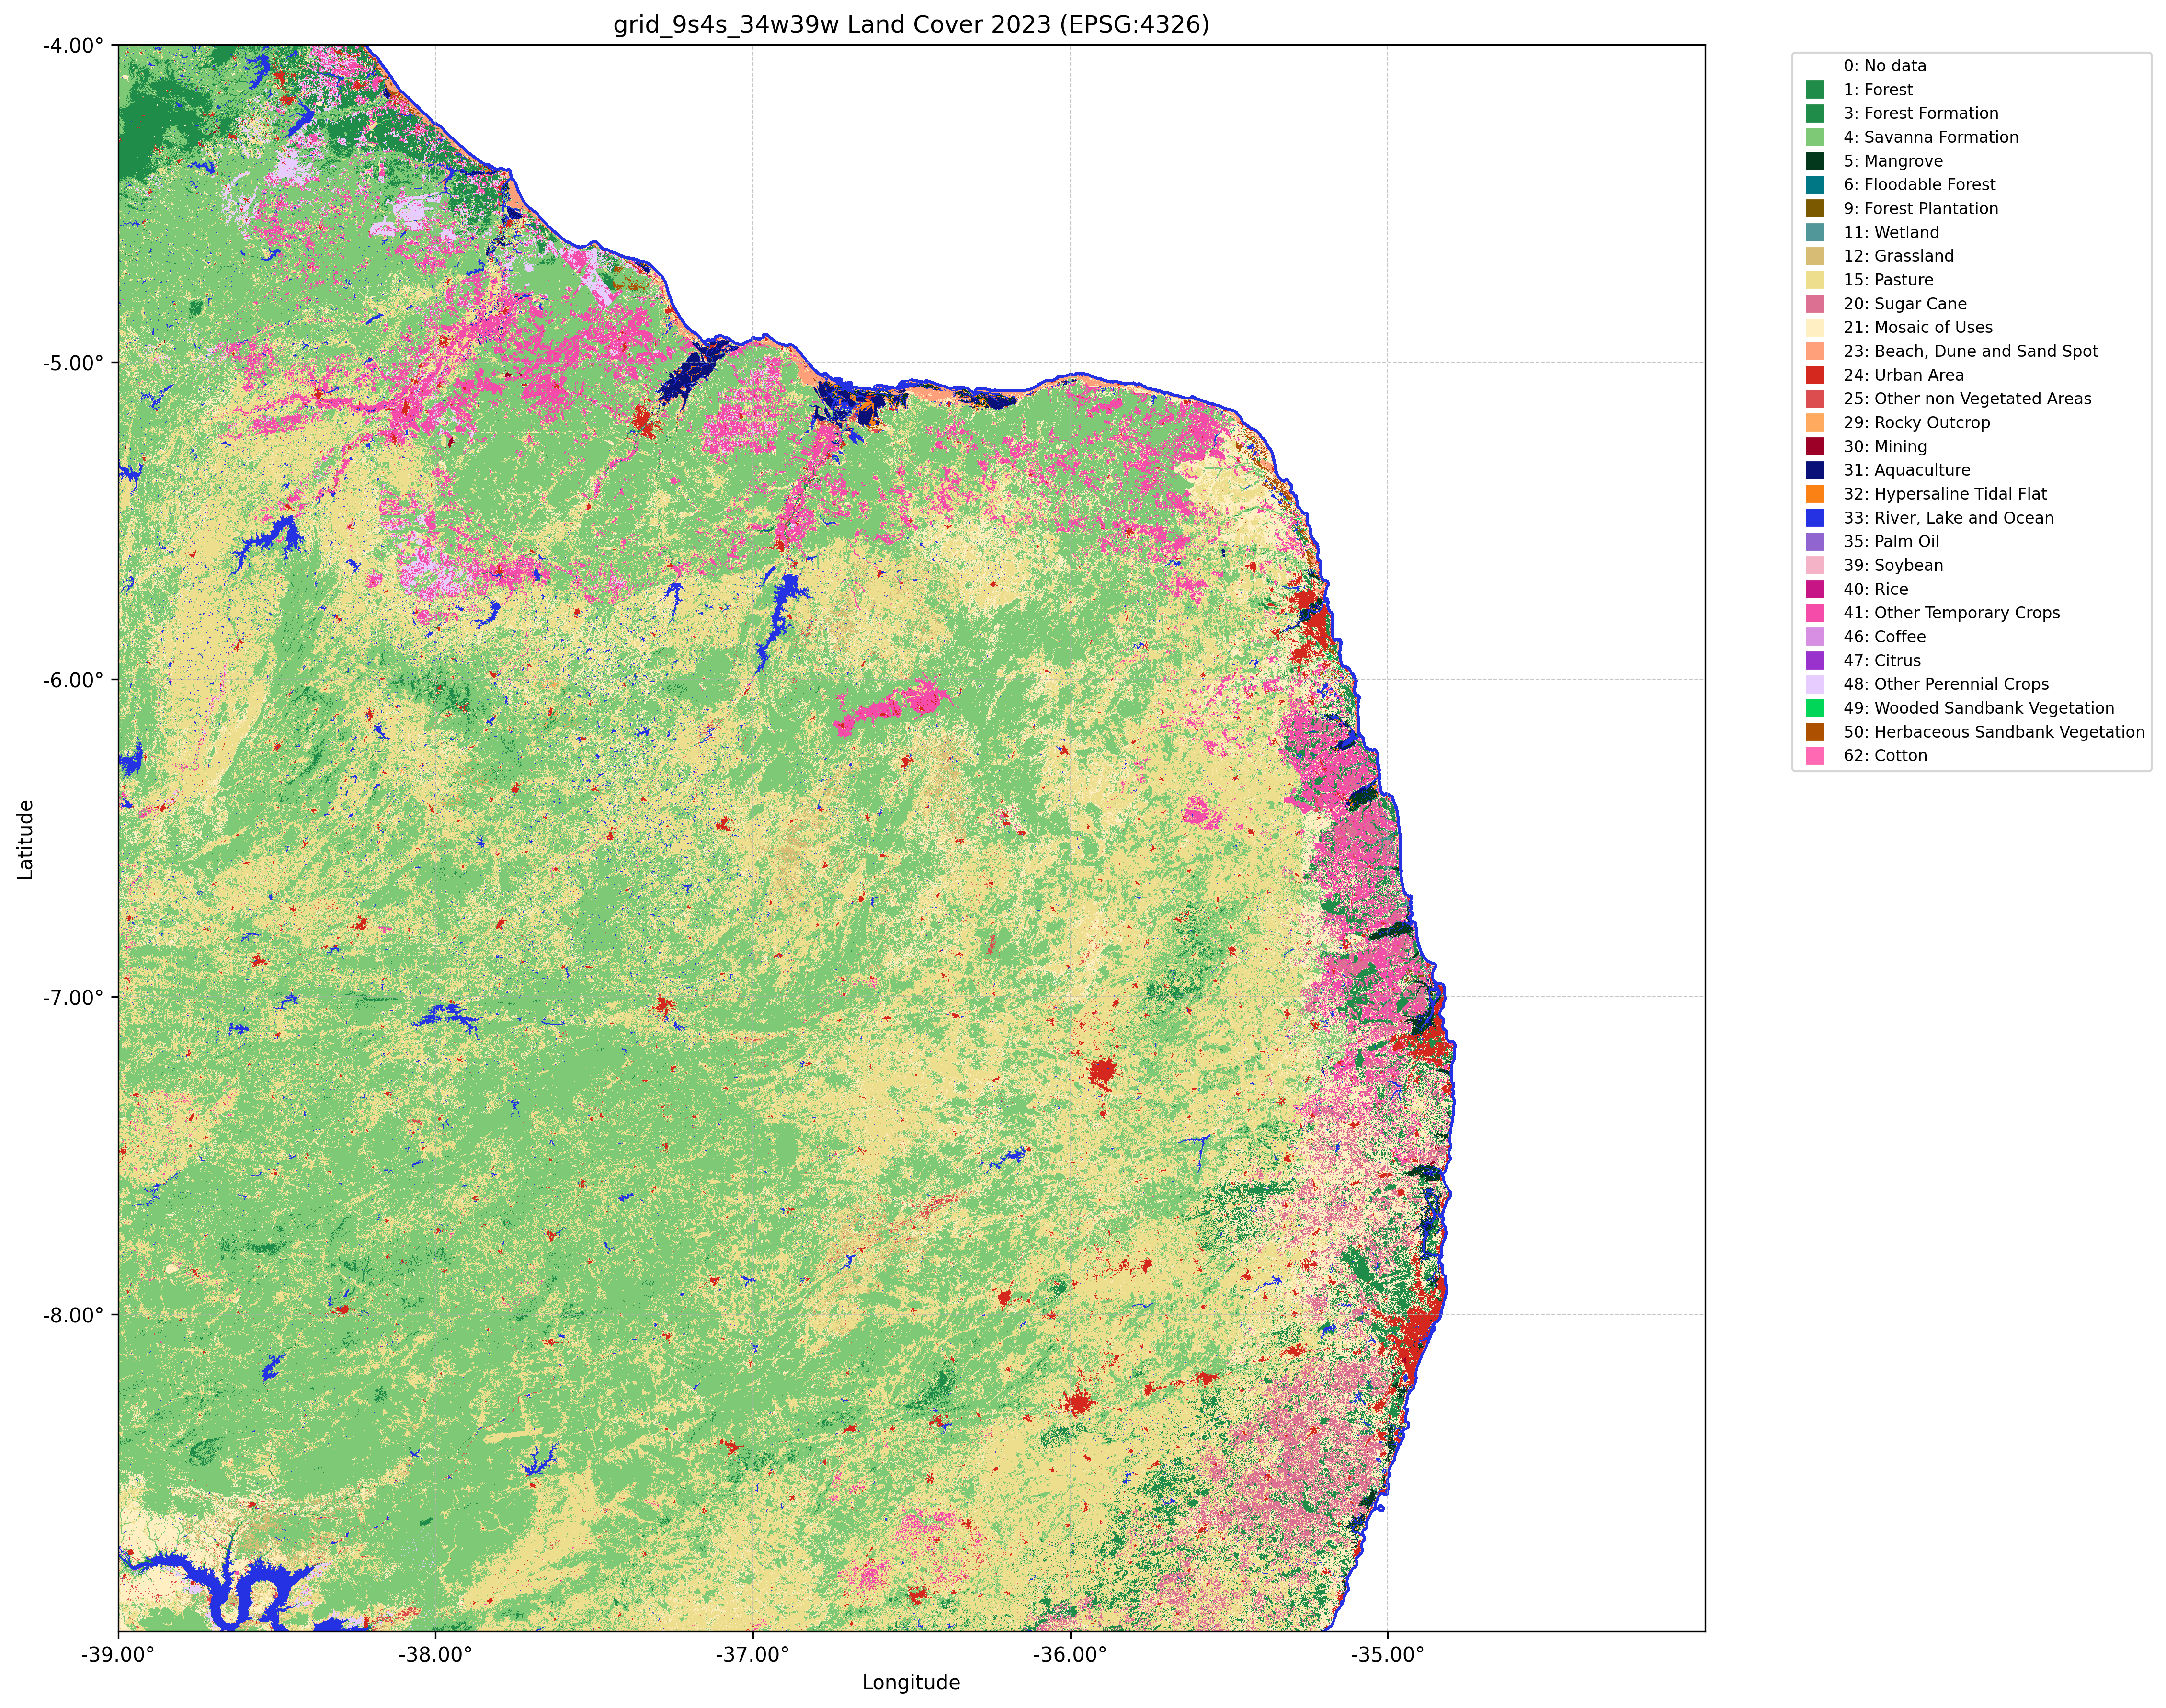 grid_9s4s_34w39w Land Cover 2023 (EPSG:4326)
-4.00°
-5.00°
-6.00°
-7.00°
-8.00°
Latitude
-39.00°
-38.00°
-37.00°
-36.00°
-35.00°
Longitude
0: No data
1: Forest
3: Forest Formation
4: Savanna Formation
5: Mangrove
6: Floodable Forest
9: Forest Plantation
11: Wetland
12: Grassland
15: Pasture
20: Sugar Cane
21: Mosaic of Uses
23: Beach, Dune and Sand Spot
24: Urban Area
25: Other non Vegetated Areas
29: Rocky Outcrop
30: Mining
31: Aquaculture
32: Hypersaline Tidal Flat
33: River, Lake and Ocean
35: Palm Oil
39: Soybean
40: Rice
41: Other Temporary Crops
46: Coffee
47: Citrus
48: Other Perennial Crops
49: Wooded Sandbank Vegetation
50: Herbaceous Sandbank Vegetation
62: Cotton